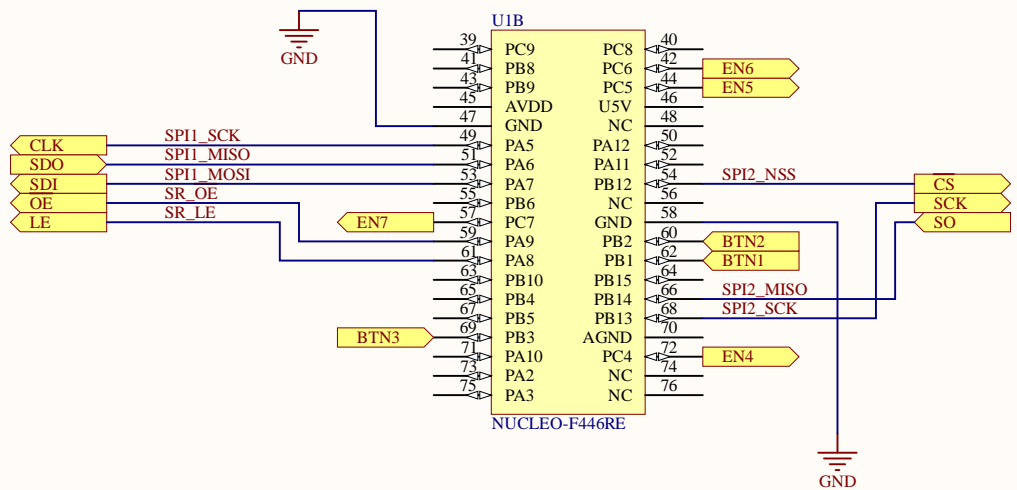 U1B
GND
39 PC9 PC8 40
41 PB8 PC6 42 EN6
43 PB9 PC5 44 EN5
45 AVDD U5V 46
47 GND NC 48
CLK SPI1_SCK 49 PA5 PA12 50
SDO SPI1_MISO 51 PA6 PA11 52
SDI SPI1_MOSI 53 PA7 PB12 54 SPI2_NSS CS
OE SR_OE 55 PB6 NC 56 SCK
LE SR_LE EN7 57 PC7 GND 58 SO
59 PA9 PB2 60 BTN2
61 PA8 PB1 62 BTN1
63 PB10 PB15 64
65 PB4 PB14 66 SPI2_MISO
67 PB5 PB13 68 SPI2_SCK
BTN3 69 PB3 AGND 70
71 PA10 PC4 72 EN4
73 PA2 NC 74
75 PA3 NC 76
NUCLEO-F446RE
GND